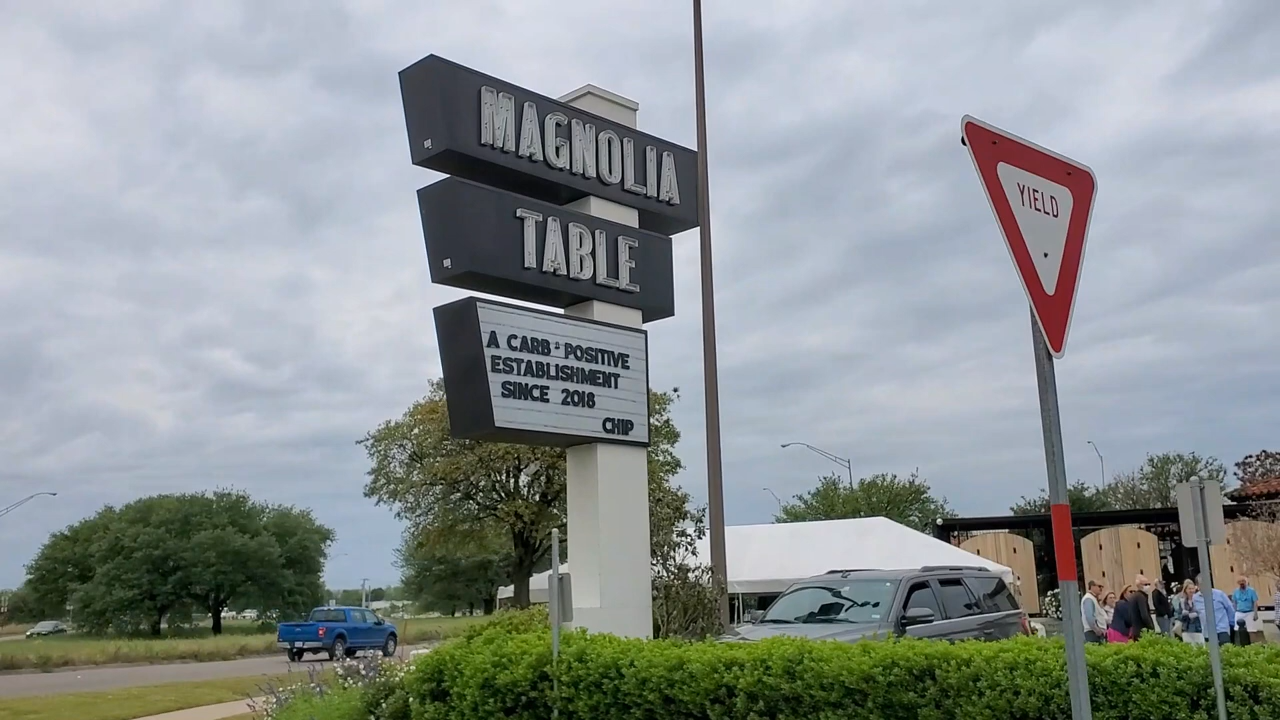 MAGNOLIA
TABLE
A CARB-POSITIVE
ESTABLISHMENT
SINCE 2018
CHIP
YIELD